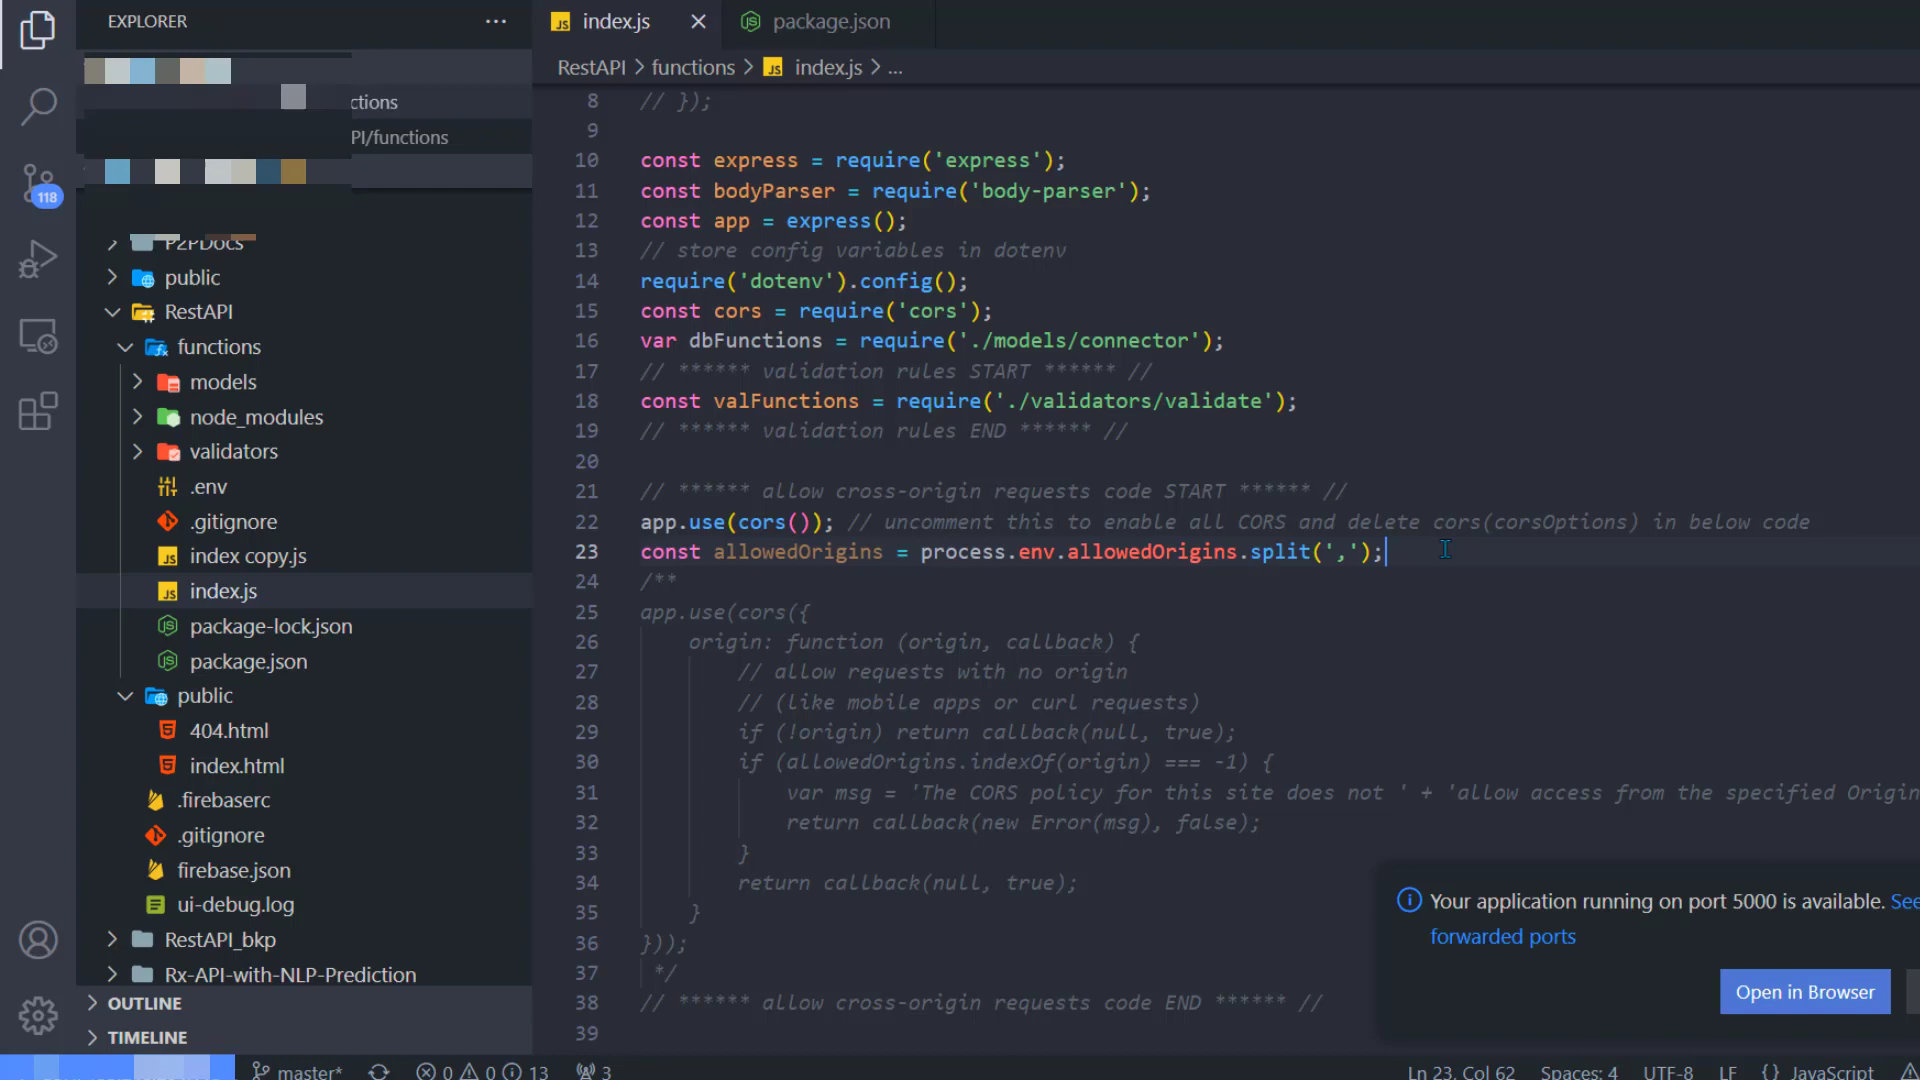 EXPLORER
ctions
PI/functions
P2PDocs
public
RestAPI
functions
models
node_modules
validators
.env
.gitignore
index copy.js
index.js
package-lock.json
package.json
public
404.html
index.html
.firebaserc
.gitignore
firebase.json
ui-debug.log
RestAPI_bkp
Rx-API-with-NLP-Prediction
OUTLINE
TIMELINE
118
index.js
package.json
RestAPI > functions > JS index.js > ...
8 // });
9
10 const express = require('express');
11 const bodyParser = require('body-parser');
12 const app = express();
13 // store config variables in dotenv
14 require('dotenv').config();
15 const cors = require('cors');
16 var dbFunctions = require('./models/connector');
17 // ****** validation rules START ****** //
18 const valFunctions = require('./validators/validate');
19 // ****** validation rules END ****** //
20
21 // ****** allow cross-origin requests code START ****** //
22 app.use(cors()); // uncomment this to enable all CORS and delete cors(corsOptions) in below code
23 const allowedOrigins = process.env.allowedOrigins.split(',');
24 /**
25 app.use(cors({
26 origin: function (origin, callback) {
27 // allow requests with no origin
28 // (like mobile apps or curl requests)
29 if (!origin) return callback(null, true);
30 if (allowedOrigins.indexOf(origin) === -1) {
31 var msg = 'The CORS policy for this site does not ' + 'allow access from the specified Origin
32 return callback(new Error(msg), false);
33 }
34 return callback(null, true);
35 }
36 }));
37 */
38 // ****** allow cross-origin requests code END ****** //
39
Your application running on port 5000 is available. See
forwarded ports
Open in Browser
master* 0 0 13 3
Ln 23, Col 62 Spaces: 4 UTF-8 LF {} JavaScript